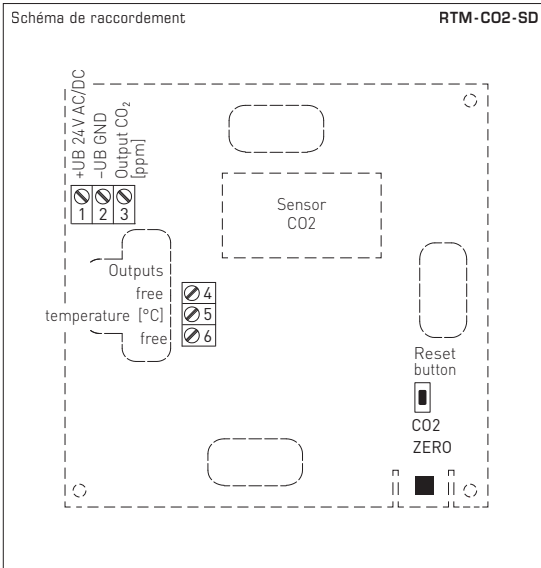 Schéma de raccordement
RTM-CO2-SD
+UB 24V AC/DC
–UB GND
Output CO₂
[ppm]
1 2 3
Sensor
CO2
Outputs
free 4
temperature [°C] 5
free 6
Reset
button
CO2
ZERO